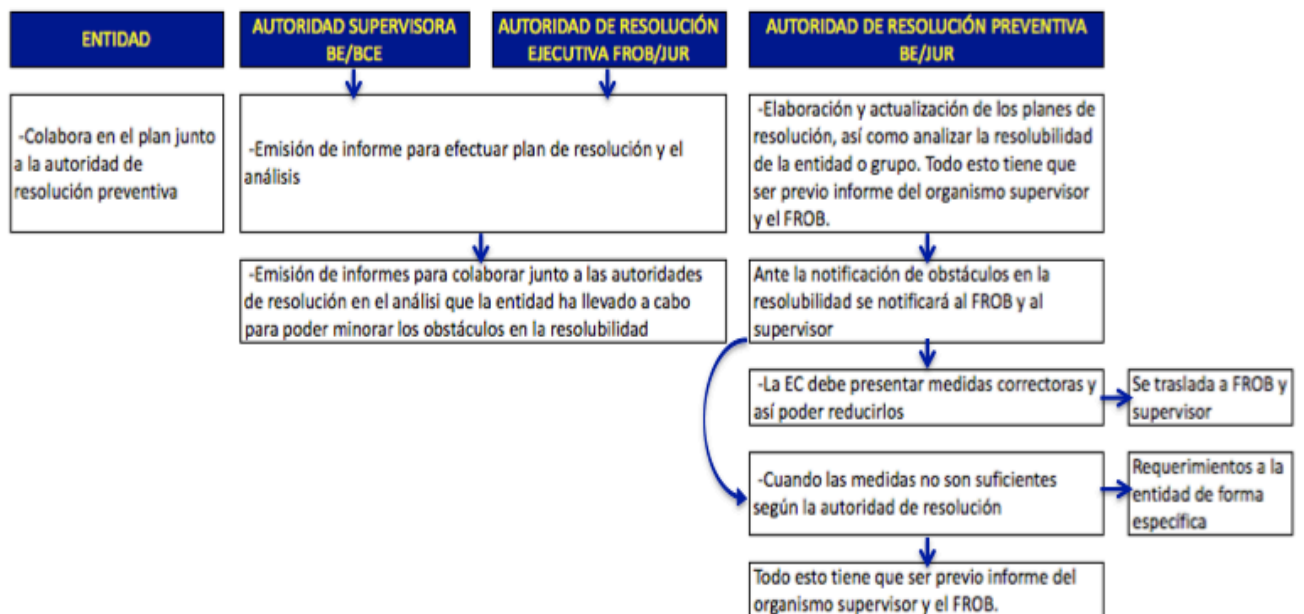 ENTIDAD
AUTORIDAD SUPERVISORA
BE/BCE
AUTORIDAD DE RESOLUCIÓN
EJECUTIVA FROB/JUR
AUTORIDAD DE RESOLUCIÓN PREVENTIVA
BE/JUR
-Colabora en el plan junto
a la autoridad de
resolución preventiva
-Emisión de informe para efectuar plan de resolución y el
análisis
-Elaboración y actualización de los planes de
resolución, así como analizar la resolubilidad
de la entidad o grupo. Todo esto tiene que
ser previo informe del organismo supervisor
y el FROB.
-Emisión de informes para colaborar junto a las autoridades
de resolución en el análisi que la entidad ha llevado a cabo
para poder minorar los obstáculos en la resolubilidad
Ante la notificación de obstáculos en la
resolubilidad se notificará al FROB y al
supervisor
-La EC debe presentar medidas correctoras y
así poder reducirlos
Se traslada a FROB y
supervisor
-Cuando las medidas no son suficientes
según la autoridad de resolución
Requerimientos a la
entidad de forma
específica
Todo esto tiene que ser previo informe del
organismo supervisor y el FROB.